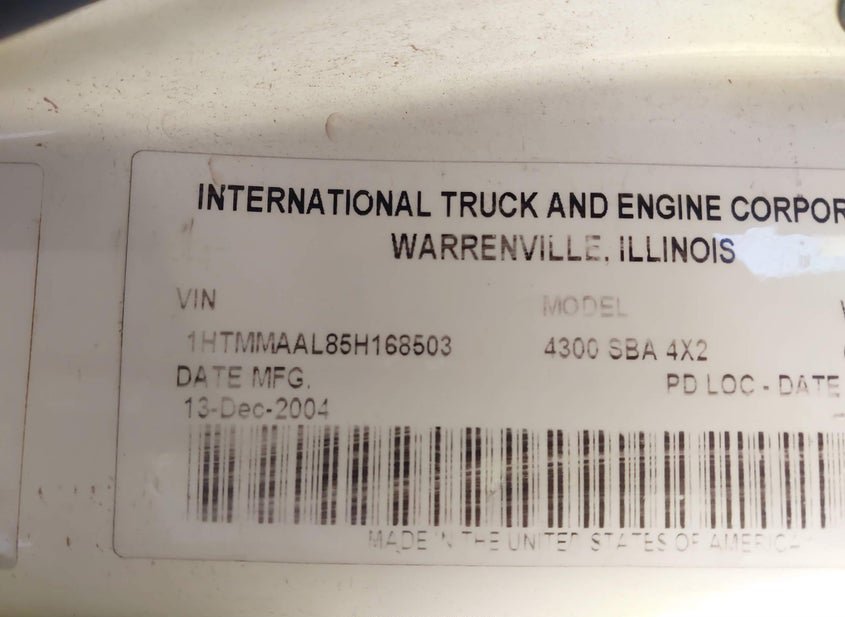 INTERNATIONAL TRUCK AND ENGINE CORPOR
WARRENVILLE, ILLINOIS
VIN MODEL
1HTMMAAL85H168503 4300 SBA 4X2
DATE MFG. PD LOC - DATE
13-Dec-2004
MADE IN THE UNITED STATES OF AMERICA